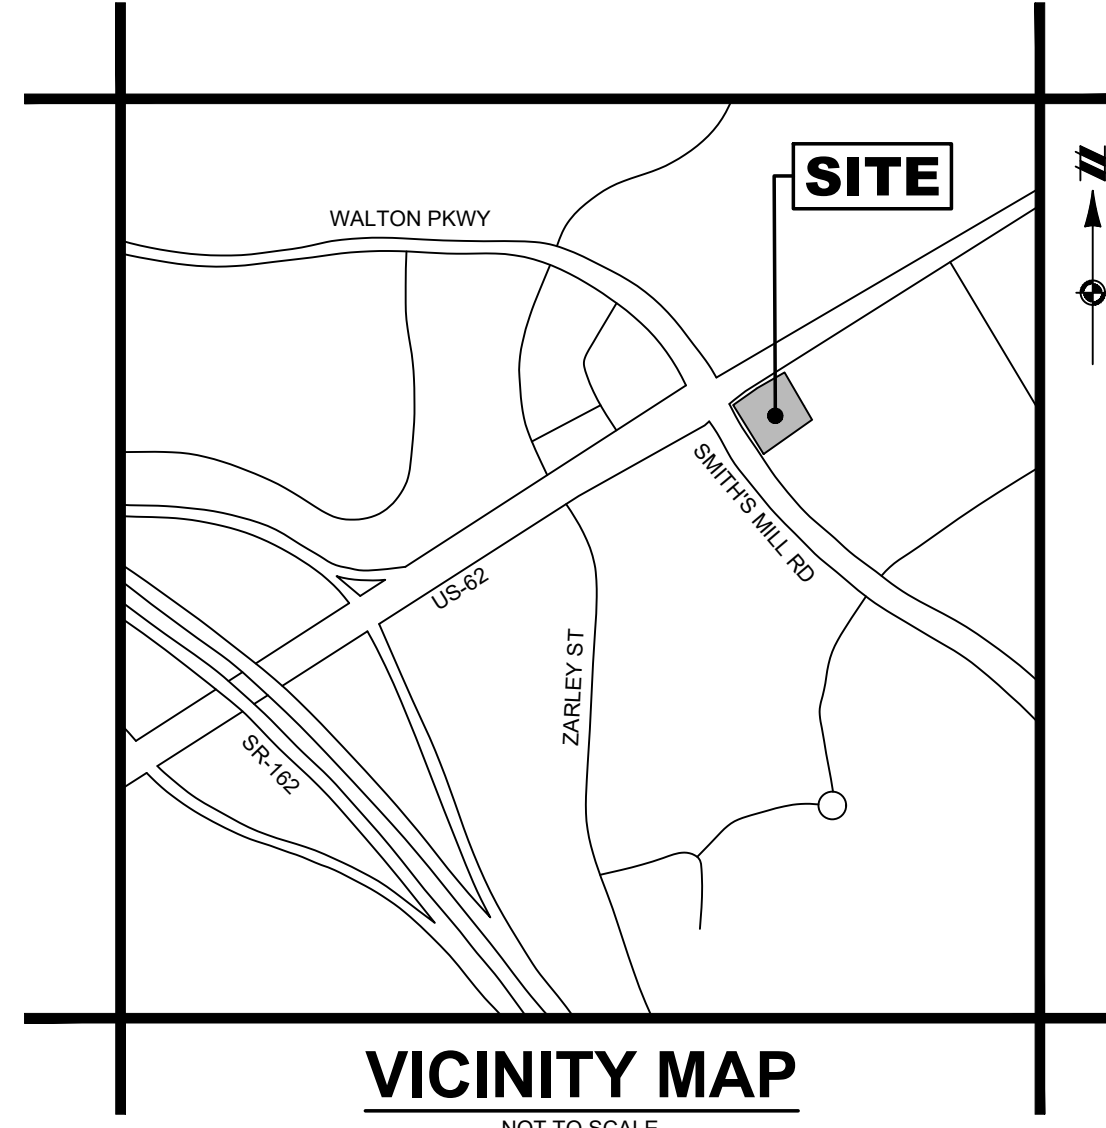 SITE
N
WALTON PKWY
SMITH'S MILL RD
US-62
ZARLEY ST
SR-162
VICINITY MAP
NOT TO SCALE